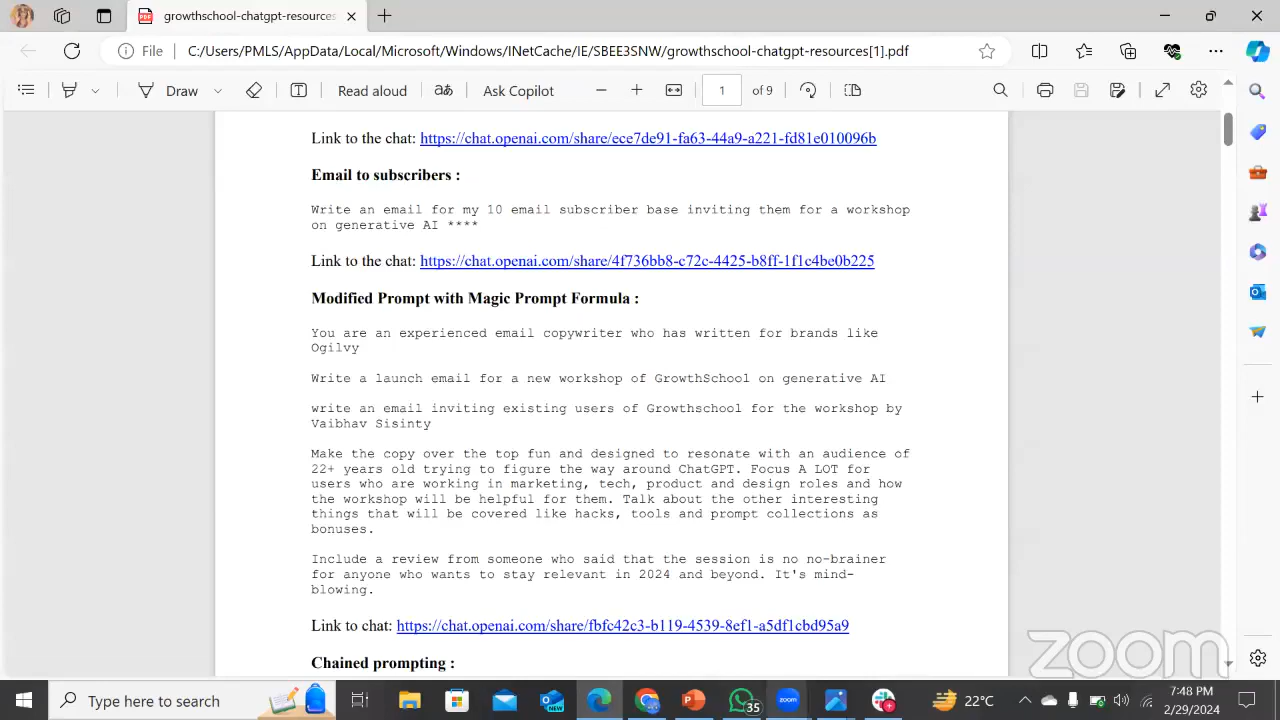 growthschool-chatgpt-resources
File
C:/Users/PMLS/AppData/Local/Microsoft/Windows/INetCache/IE/SBEE3SNW/growthschool-chatgpt-resources[1].pdf
Draw
Read aloud
Ask Copilot
1 of 9
Link to the chat: https://chat.openai.com/share/ece7de91-fa63-44a9-a221-fd81e010096b
Email to subscribers :
Write an email for my 10 email subscriber base inviting them for a workshop
on generative AI ****
Link to the chat: https://chat.openai.com/share/4f736bb8-c72c-4425-b8ff-1f1c4be0b225
Modified Prompt with Magic Prompt Formula :
You are an experienced email copywriter who has written for brands like
Ogilvy
Write a launch email for a new workshop of GrowthSchool on generative AI
write an email inviting existing users of Growthschool for the workshop by
Vaibhav Sisinty
Make the copy over the top fun and designed to resonate with an audience of
22+ years old trying to figure the way around ChatGPT. Focus A LOT for
users who are working in marketing, tech, product and design roles and how
the workshop will be helpful for them. Talk about the other interesting
things that will be covered like hacks, tools and prompt collections as
bonuses.
Include a review from someone who said that the session is no no-brainer
for anyone who wants to stay relevant in 2024 and beyond. It's mind-
blowing.
Link to chat: https://chat.openai.com/share/fbfc42c3-b119-4539-8ef1-a5df1cbd95a9
Chained prompting :
zoom
Type here to search
NEW
zoom
35
22°C
7:48 PM
2/29/2024